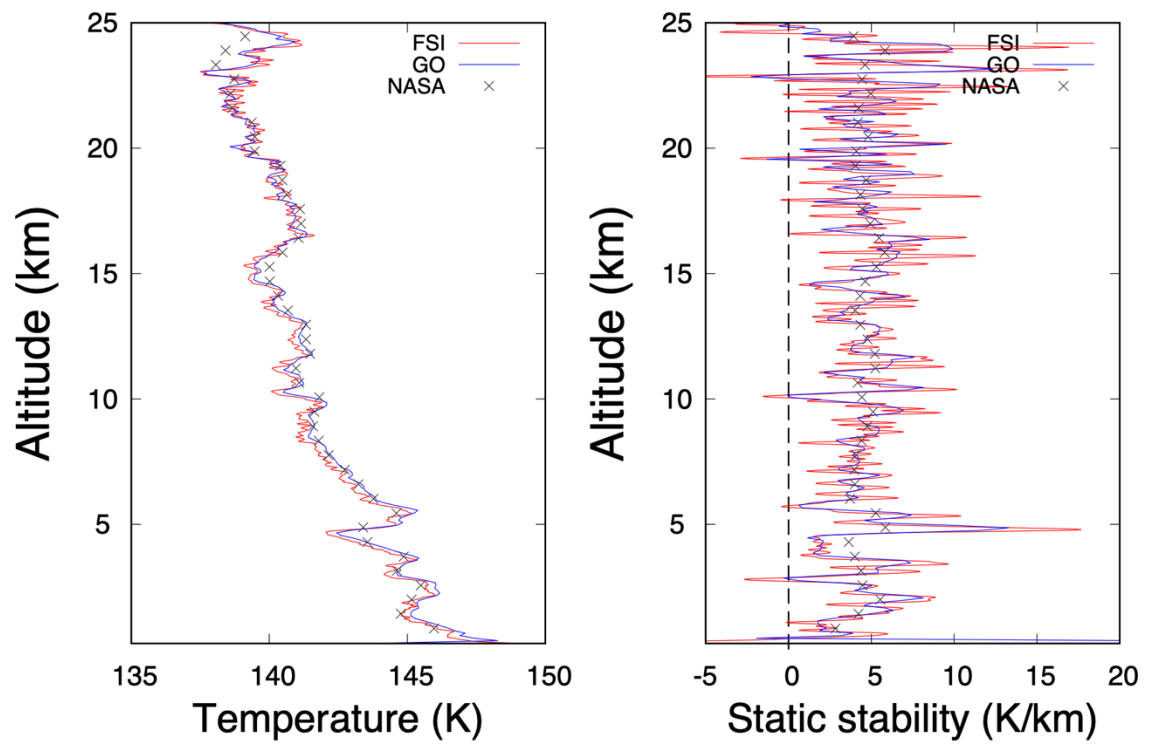 25
20
15
10
5
135
140
145
150
Altitude (km)
Temperature (K)
FSI
GO
NASA
25
20
15
10
5
-5
0
5
10
15
20
Altitude (km)
Static stability (K/km)
FSI
GO
NASA